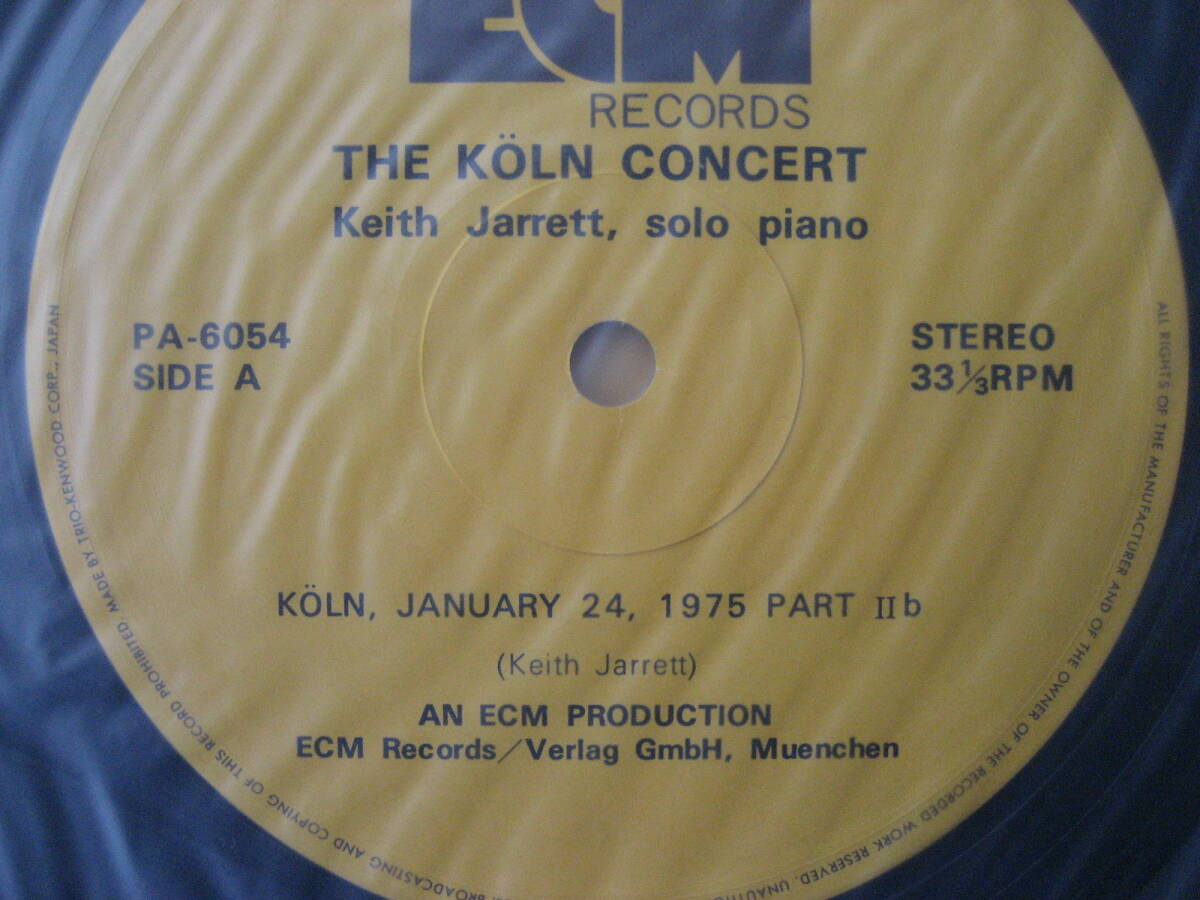 ECM
RECORDS
THE KÖLN CONCERT
Keith Jarrett, solo piano
PA-6054
SIDE A
STEREO
33⅓RPM
KÖLN, JANUARY 24, 1975 PART IIb
(Keith Jarrett)
AN ECM PRODUCTION
ECM Records/Verlag GmbH, Muenchen
ALL RIGHTS OF THE MANUFACTURER AND OF THE OWNER OF THE RECORDED WORK RESERVED.
BROADCASTING AND COPYING OF THIS RECORD PROHIBITED. MADE BY TRIO-KENWOOD CORP., JAPAN